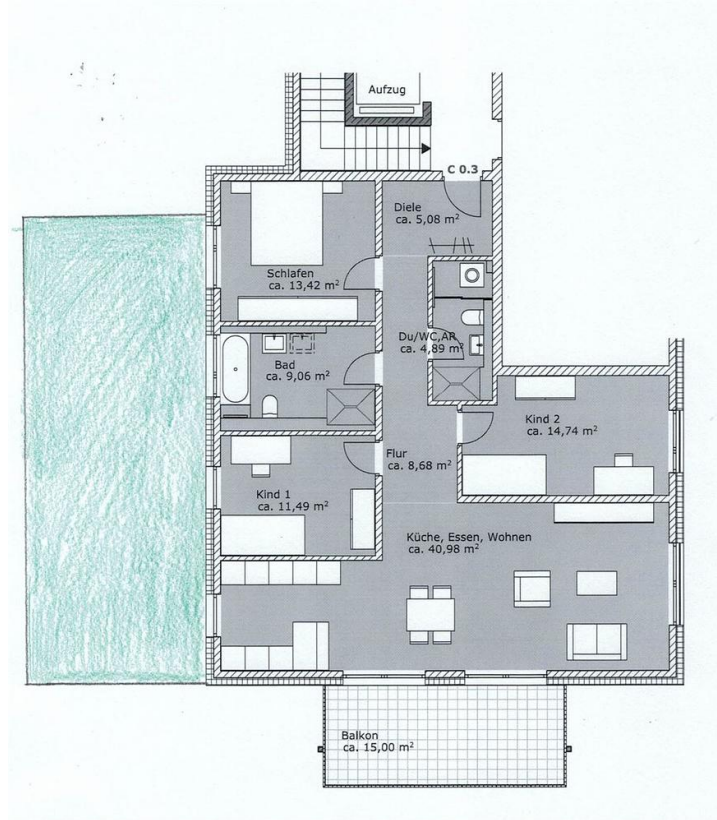 Aufzug
C 0.3
Diele
ca. 5,08 m²
Schlafen
ca. 13,42 m²
Du/WC,AR
ca. 4,89 m²
Bad
ca. 9,06 m²
Kind 2
ca. 14,74 m²
Flur
ca. 8,68 m²
Kind 1
ca. 11,49 m²
Küche, Essen, Wohnen
ca. 40,98 m²
Balkon
ca. 15,00 m²